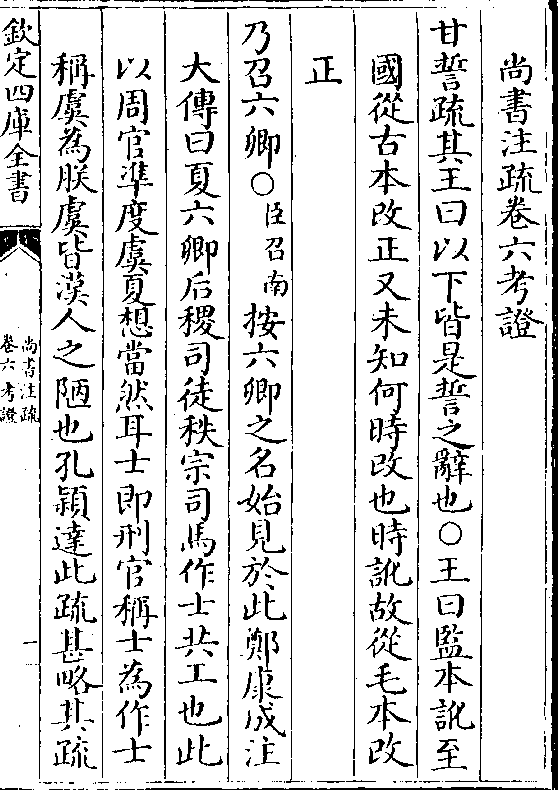 尚書注疏卷六考證
甘誓疏其王曰以下皆是誓之辭也○王曰監本訛至
國從古本改正又未知何時改也時訛故從毛本改
正
乃召六卿○臣召南按六卿之名始見於此鄭康成注
大傳曰夏六卿后稷司徒秩宗司馬作士共工也此
以周官準度虞夏想當然耳士即刑官稱士為作士
稱虞為朕虞皆漢人之陋也孔穎達此疏甚略其疏
欽定四庫全書
尚書注疏
卷六考證
一